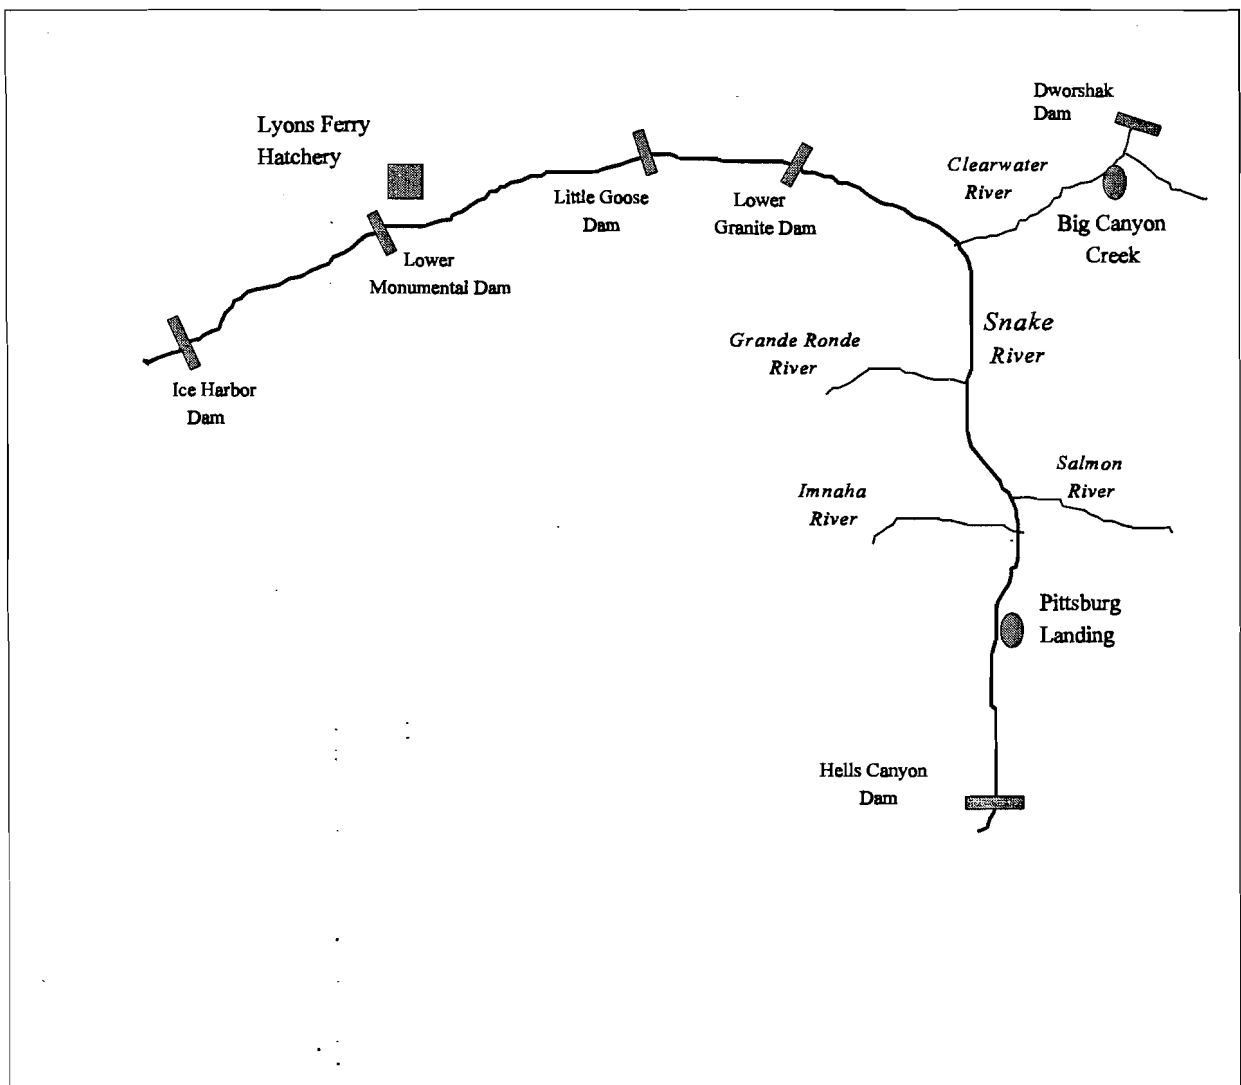 Dworshak
Dam
Lyons Ferry
Hatchery
Clearwater
River
Little Goose
Dam
Lower
Granite Dam
Big Canyon
Creek
Lower
Monumental Dam
Snake
River
Grande Ronde
River
Ice Harbor
Dam
Salmon
River
Imnaha
River
Pittsburg
Landing
Hells Canyon
Dam